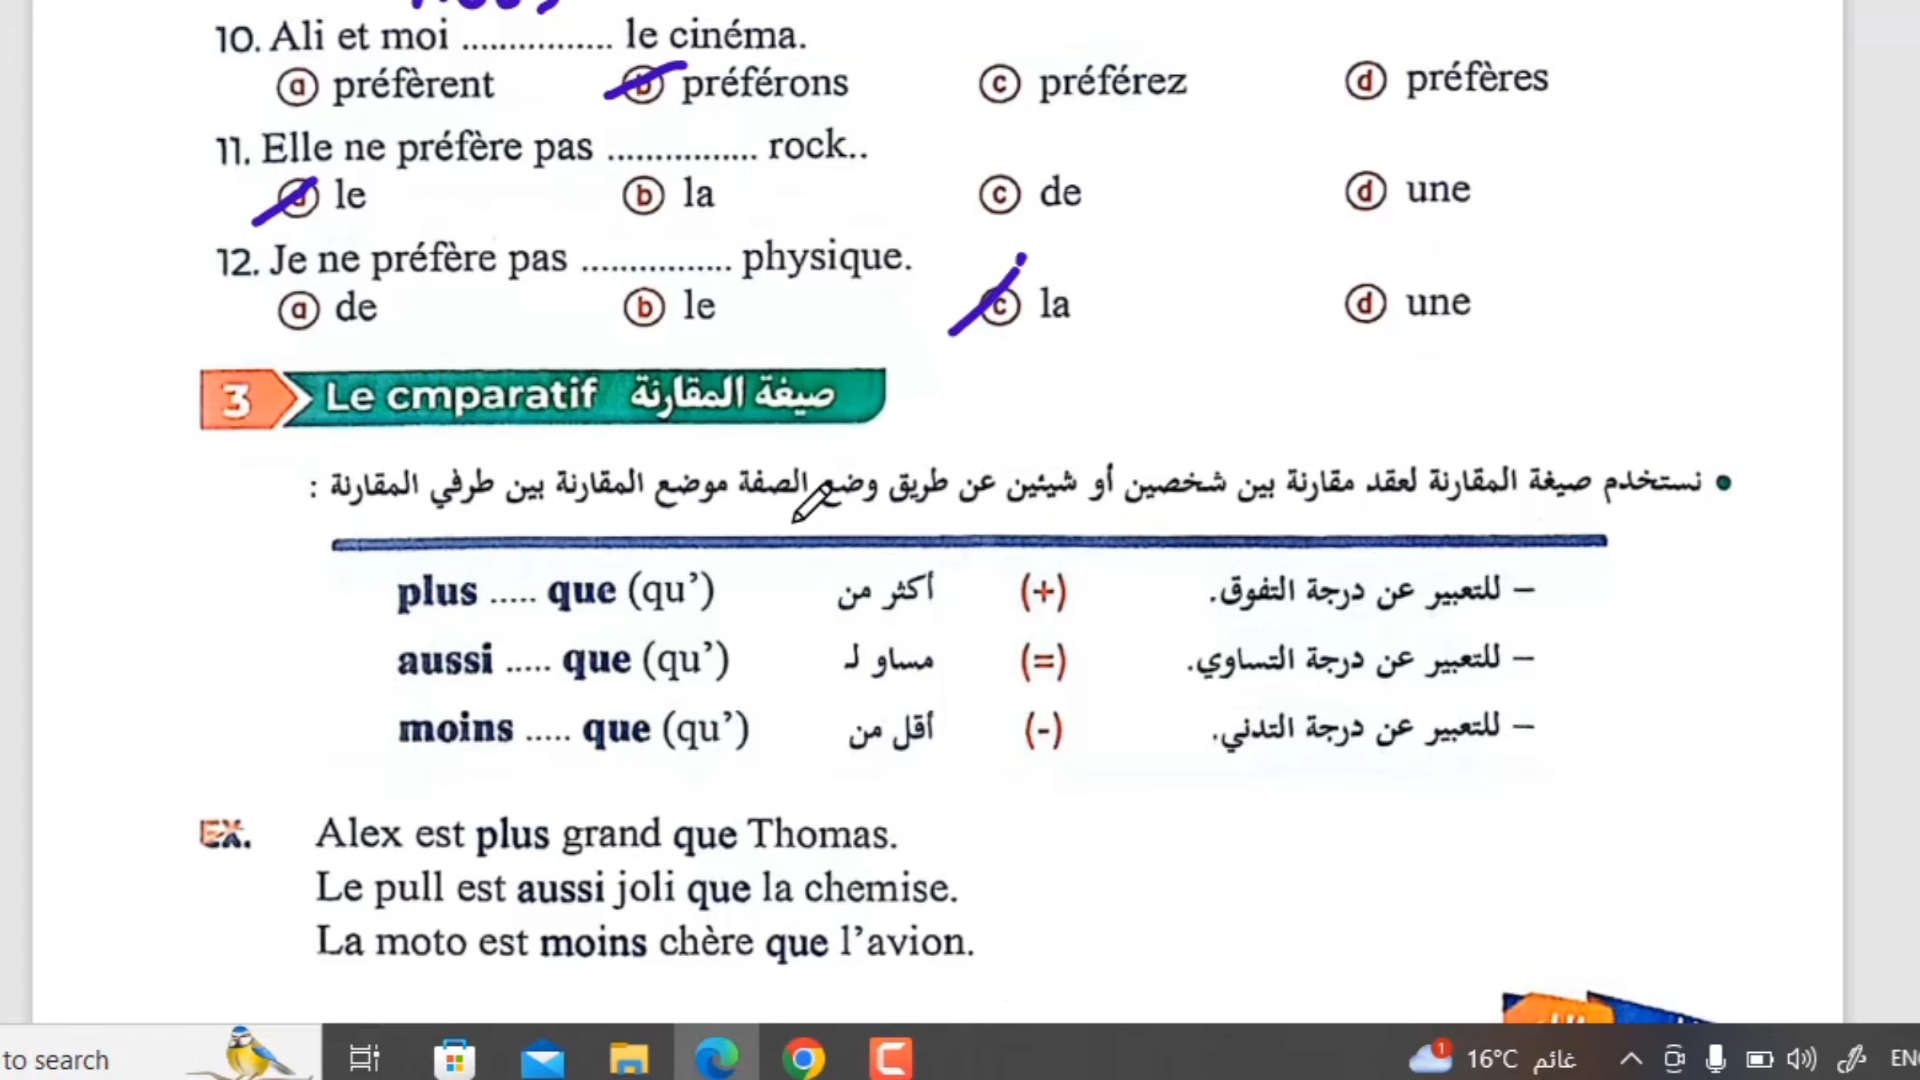 10. Ali et moi ................ le cinéma.
ⓐ préfèrent ⓑ préférons ⓒ préférez ⓓ préfères
11. Elle ne préfère pas ................ rock..
ⓐ le ⓑ la ⓒ de ⓓ une
12. Je ne préfère pas ................ physique.
ⓐ de ⓑ le ⓒ la ⓓ une
3 Le cmparatif صيغة المقارنة
• نستخدم صيغة المقارنة لعقد مقارنة بين شخصين أو شيئين عن طريق وضع الصفة موضع المقارنة بين طرفي المقارنة :
– للتعبير عن درجة التفوق. (+) أكثر من plus ..... que (qu’)
– للتعبير عن درجة التساوي. (=) مساو لـ aussi ..... que (qu’)
– للتعبير عن درجة التدني. (-) أقل من moins ..... que (qu’)
EX. Alex est plus grand que Thomas.
Le pull est aussi joli que la chemise.
La moto est moins chère que l’avion.
to search 1 16°C غائم ENG